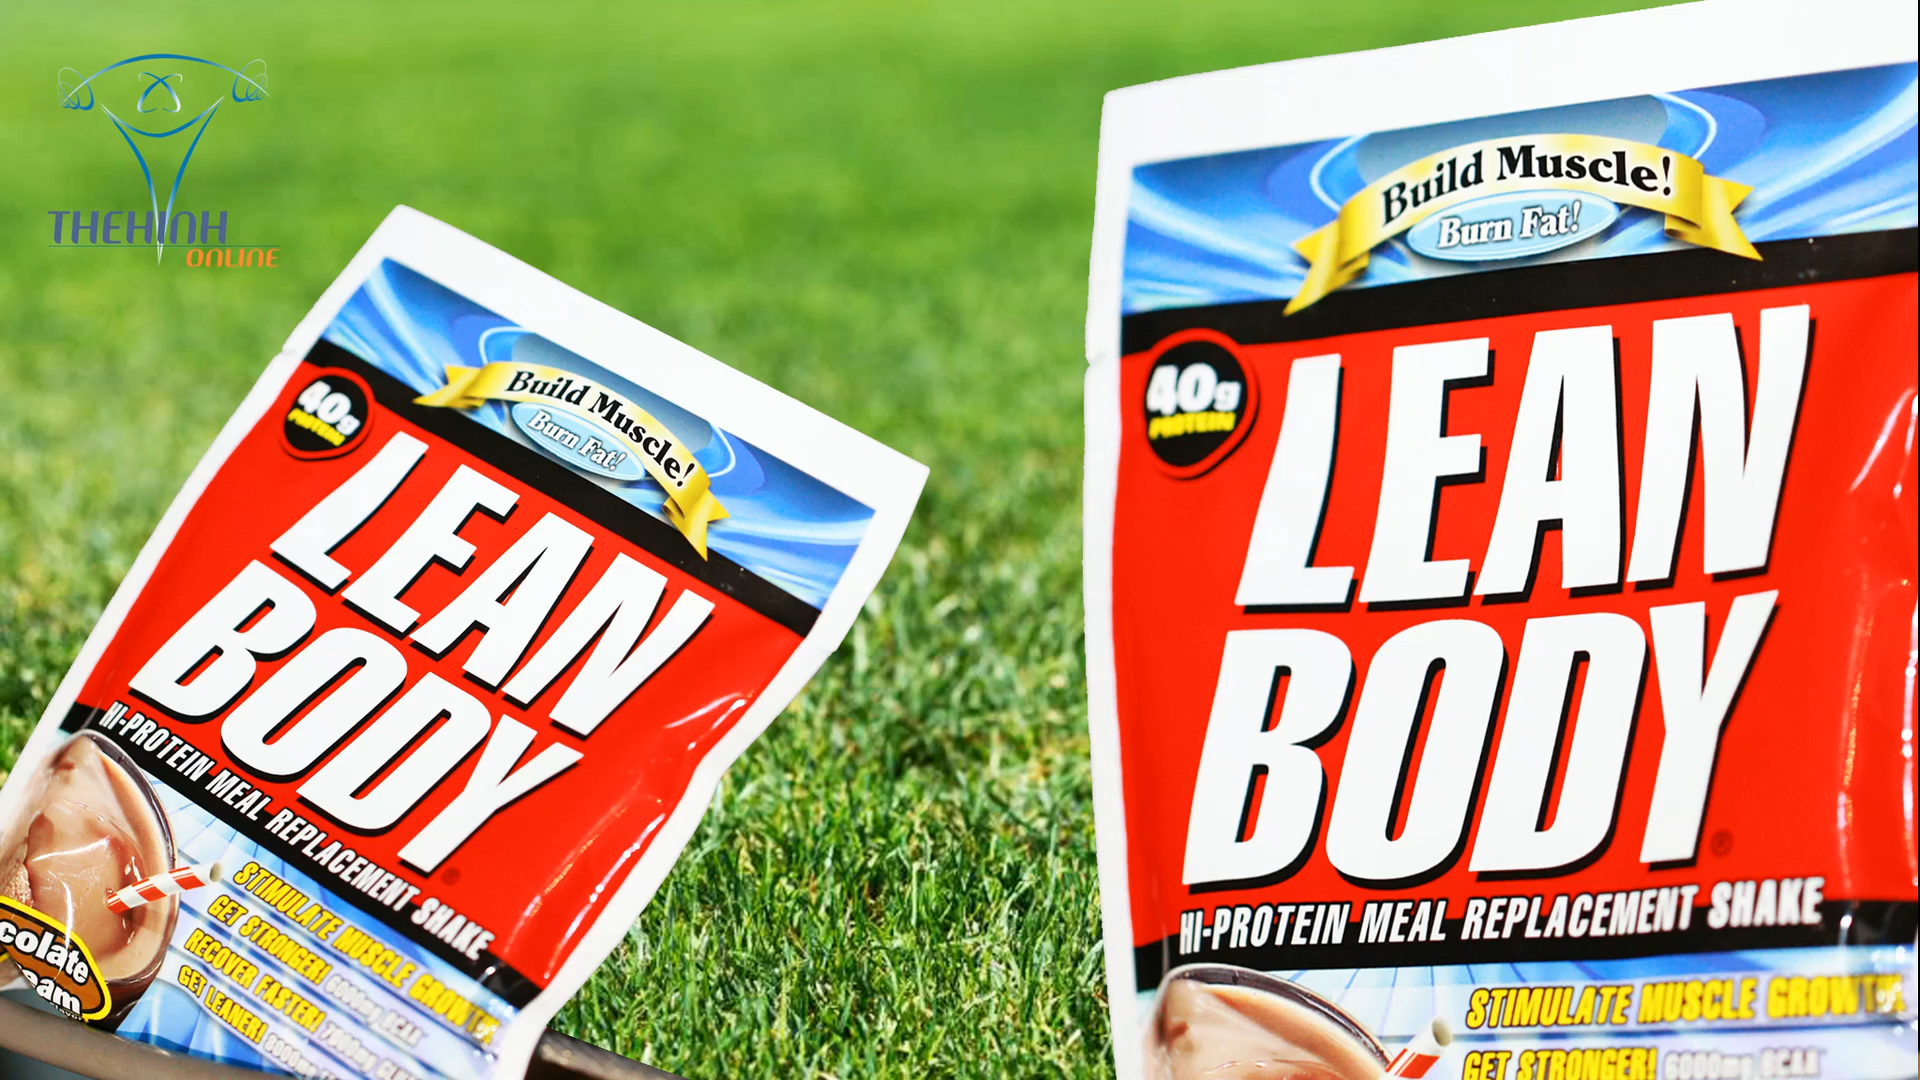 THEHINH
ONLINE
Build Muscle!
Burn Fat!
40g
PROTEIN
LEAN
BODY
HI-PROTEIN MEAL REPLACEMENT SHAKE
STIMULATE MUSCLE GROWTH
GET STRONGER! 6000mg BCAA
RECOVER FASTER!
GET LEANER!
colate
eam
Build Muscle!
Burn Fat!
40g
PROTEIN
LEAN
BODY
®
HI-PROTEIN MEAL REPLACEMENT SHAKE
STIMULATE MUSCLE GROWTH
GET STRONGER! 6000mg BCAA